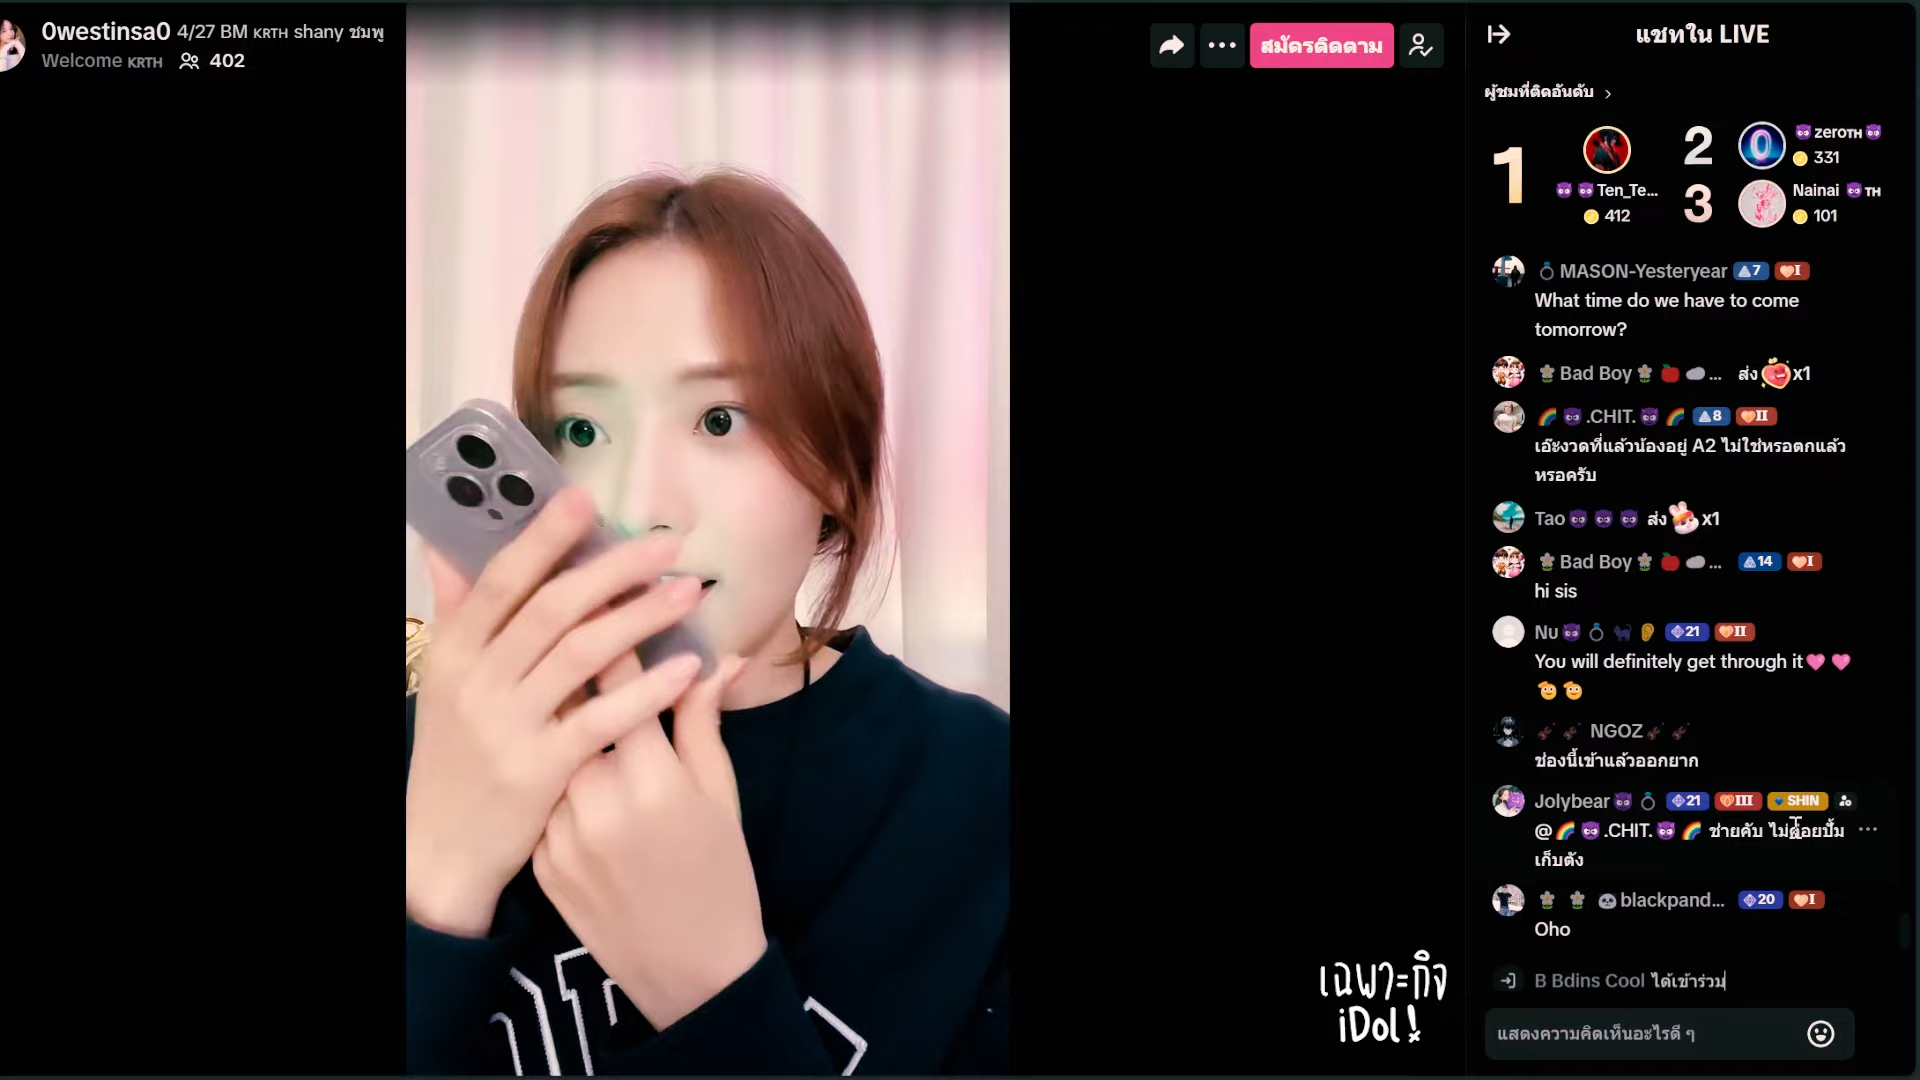 0westinsa0 4/27 BM KRTH shany ชมพู
Welcome KRTH 402
สมัครติดตาม
แชทใน LIVE
ผู้ชมที่ติดอันดับ
1
Ten_Te...
412
2
zeroTH
331
3
Nainai TH
101
MASON-Yesteryear 7 I
What time do we have to come
tomorrow?
Bad Boy ... ส่ง x1
.CHIT. 8 II
เอ๊ะงวดที่แล้วน้องอยู่ A2 ไม่ใช่หรอตกแล้ว
หรอครับ
Tao ส่ง x1
Bad Boy ... 14 I
hi sis
Nu 21 II
You will definitely get through it
NGOZ
ช่องนี้เข้าแล้วออกยาก
Jolybear 21 III SHIN
@ .CHIT. ช่ายคับ
เก็บตัง
blackpand... 20 I
Oho
B Bdins Cool ได้เข้าร่วม
แสดงความคิดเห็นอะไรดี ๆ
เฉพาะกิจ
iDol!